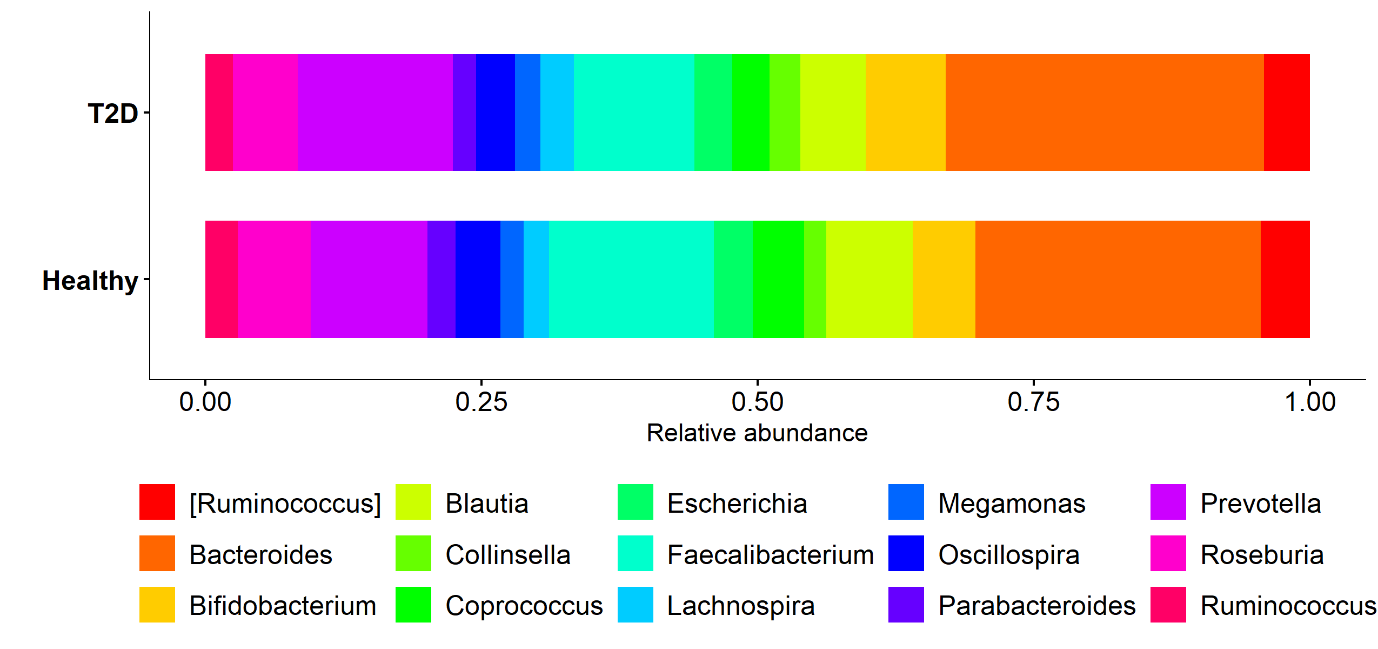 T2D
Healthy
0.00 0.25 0.50 0.75 1.00
Relative abundance
[Ruminococcus] Blautia Escherichia Megamonas Prevotella
Bacteroides Collinsella Faecalibacterium Oscillospira Roseburia
Bifidobacterium Coprococcus Lachnospira Parabacteroides Ruminococcus